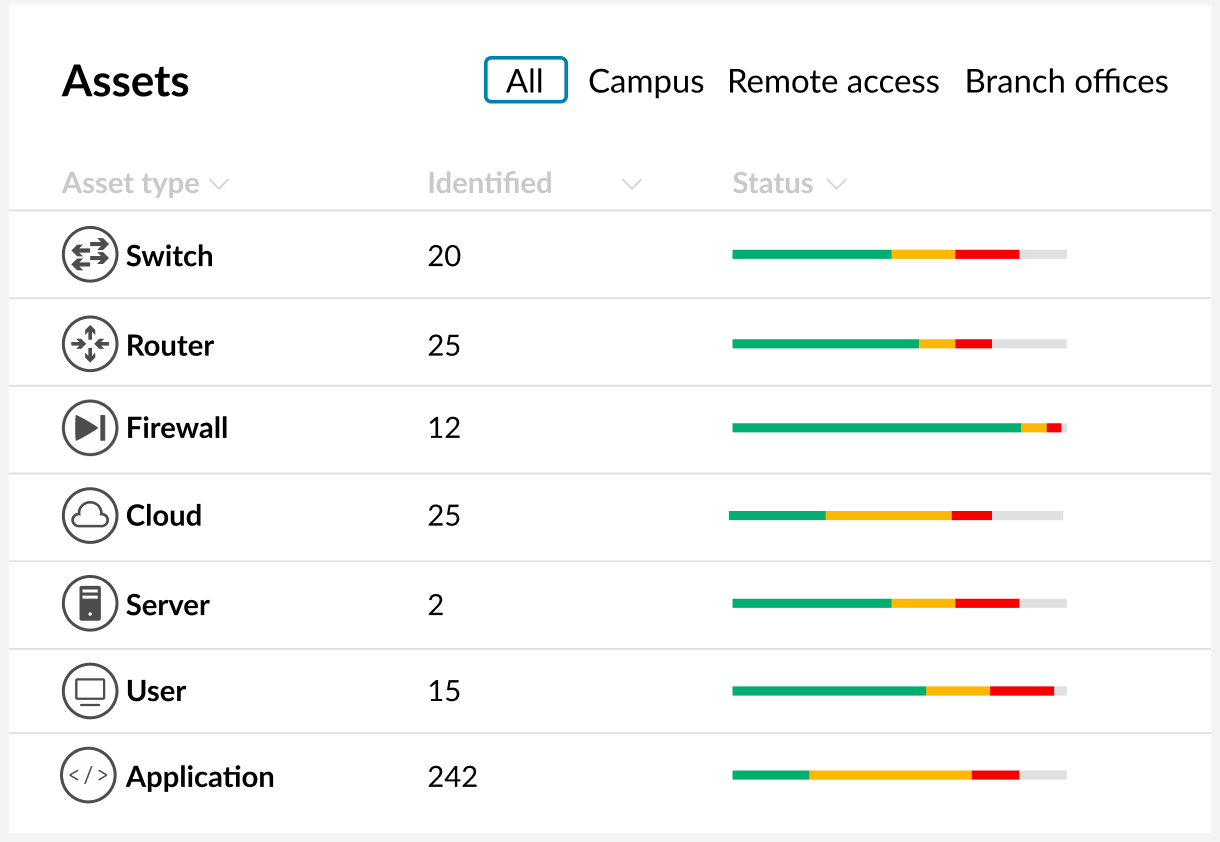 Assets All Campus Remote access Branch offices
Asset type Identified Status
Switch 20
Router 25
Firewall 12
Cloud 25
Server 2
User 15
</> Application 242